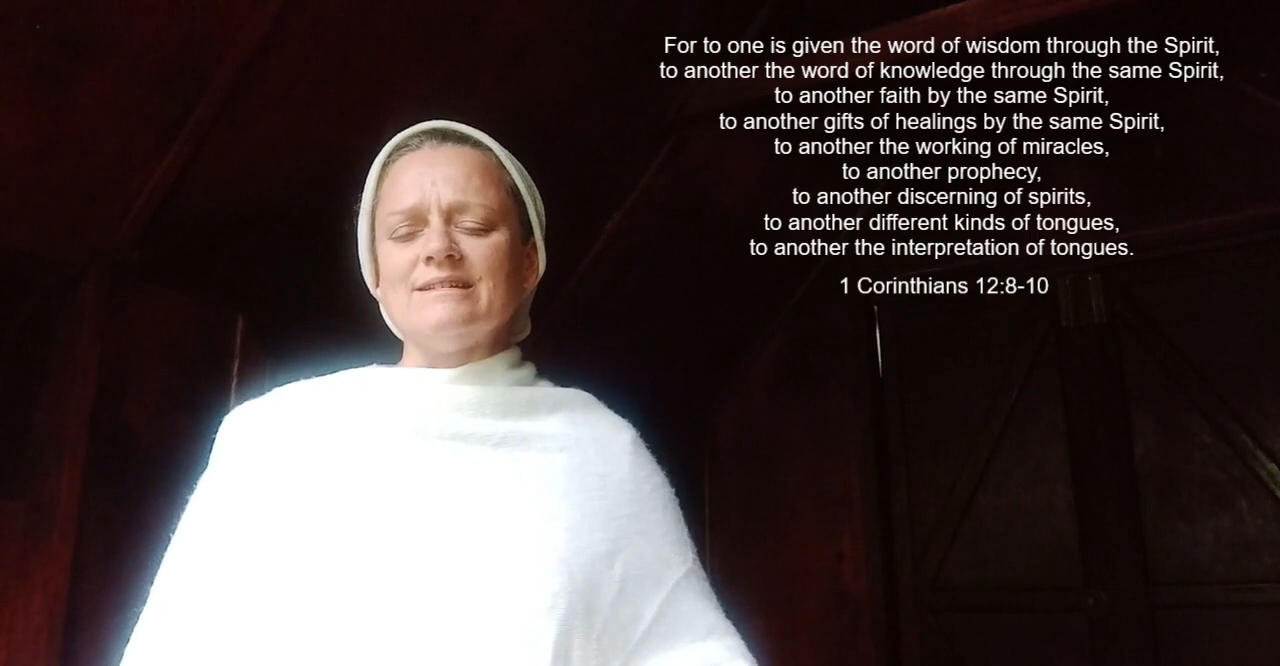 For to one is given the word of wisdom through the Spirit,
to another the word of knowledge through the same Spirit,
to another faith by the same Spirit,
to another gifts of healings by the same Spirit,
to another the working of miracles,
to another prophecy,
to another discerning of spirits,
to another different kinds of tongues,
to another the interpretation of tongues.
1 Corinthians 12:8-10